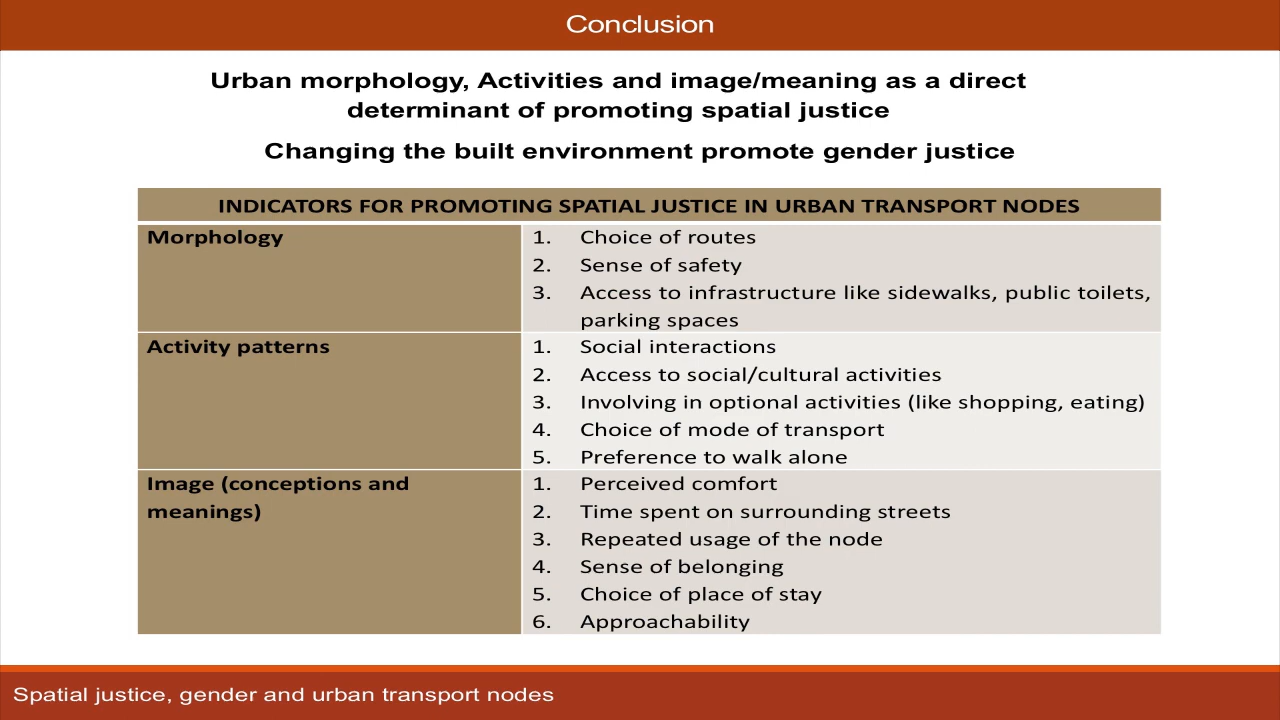 Conclusion
Urban morphology, Activities and image/meaning as a direct
determinant of promoting spatial justice
Changing the built environment promote gender justice
INDICATORS FOR PROMOTING SPATIAL JUSTICE IN URBAN TRANSPORT NODES
Morphology
1. Choice of routes
2. Sense of safety
3. Access to infrastructure like sidewalks, public toilets,
parking spaces
Activity patterns
1. Social interactions
2. Access to social/cultural activities
3. Involving in optional activities (like shopping, eating)
4. Choice of mode of transport
5. Preference to walk alone
Image (conceptions and
meanings)
1. Perceived comfort
2. Time spent on surrounding streets
3. Repeated usage of the node
4. Sense of belonging
5. Choice of place of stay
6. Approachability
Spatial justice, gender and urban transport nodes